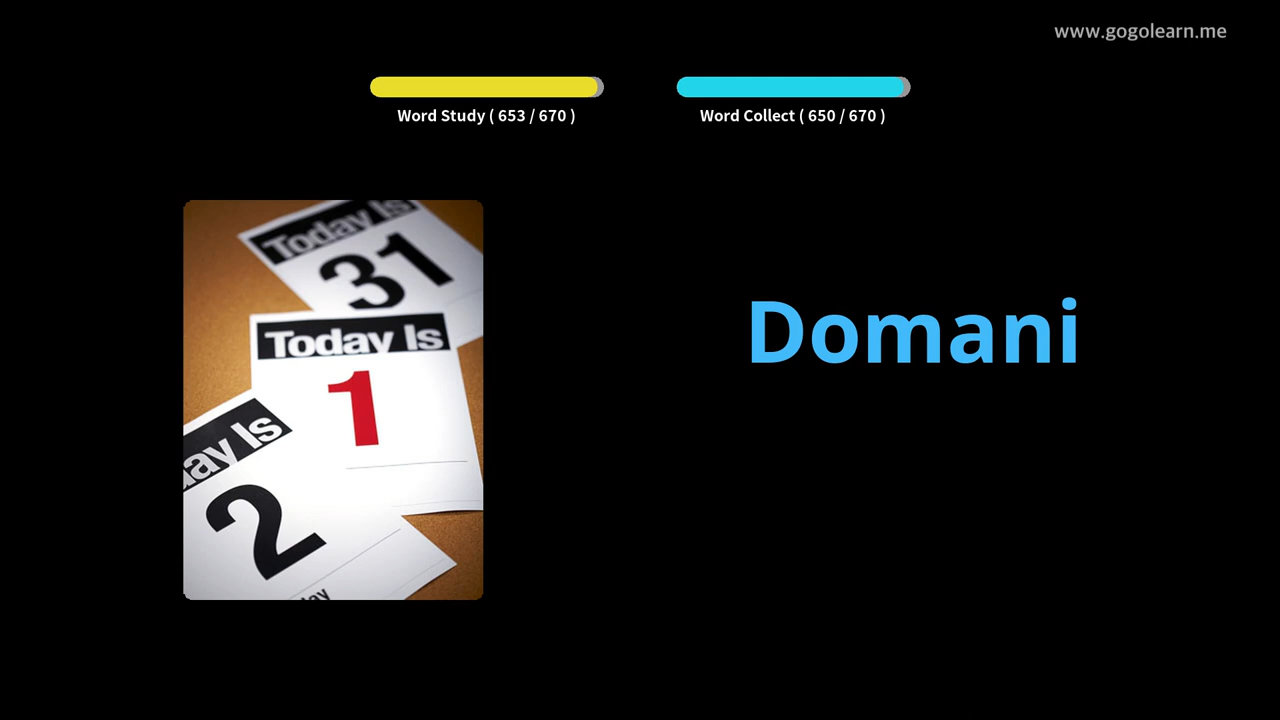 www.gogolearn.me
Word Study ( 653 / 670 )
Word Collect ( 650 / 670 )
Today Is
31
Today Is
1
ay Is
2
Domani